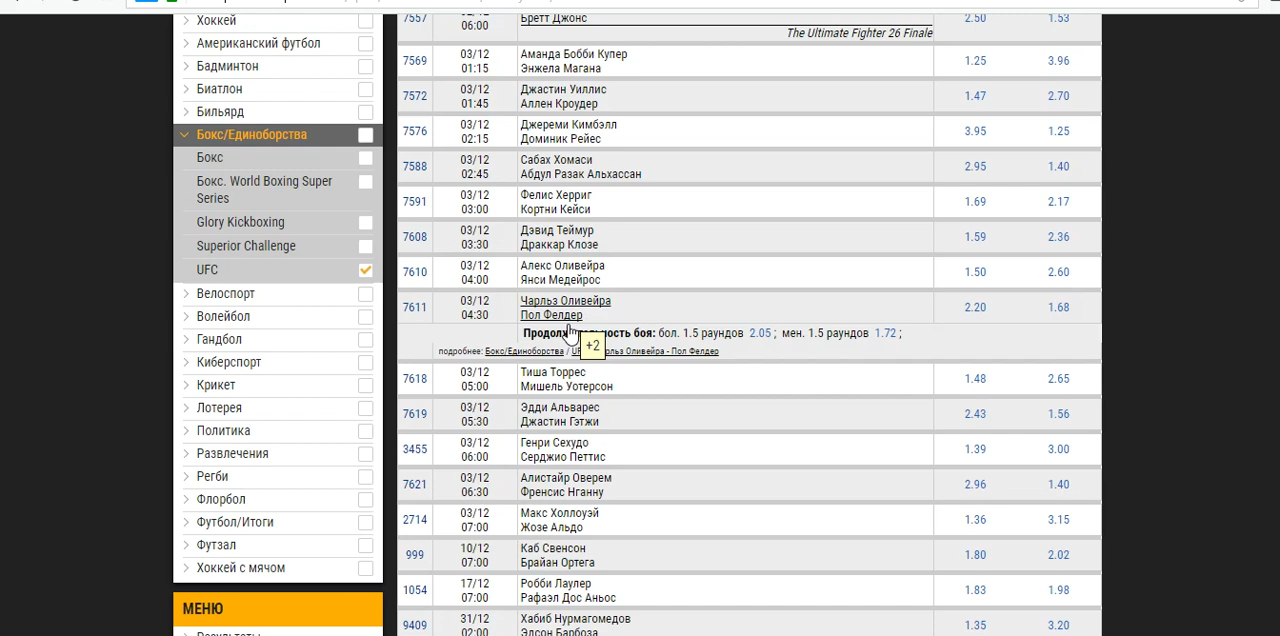 Хоккей
Американский футбол
Бадминтон
Биатлон
Бильярд
Бокс/Единоборства
Бокс
Бокс. World Boxing Super
Series
Glory Kickboxing
Superior Challenge
UFC
Велоспорт
Волейбол
Гандбол
Киберспорт
Крикет
Лотерея
Политика
Развлечения
Регби
Флорбол
Футбол/Итоги
Футзал
Хоккей с мячом
МЕНЮ
Результаты
7557 06:00 Бретт Джонс 2.50 1.53
The Ultimate Fighter 26 Finale
7569 03/12 Аманда Бобби Купер 1.25 3.96
01:15 Энжела Магана
7572 03/12 Джастин Уиллис 1.47 2.70
01:45 Аллен Кроудер
7576 03/12 Джереми Кимбэлл 3.95 1.25
02:15 Доминик Рейес
7588 03/12 Сабах Хомаси 2.95 1.40
02:45 Абдул Разак Альхассан
7591 03/12 Фелис Херриг 1.69 2.17
03:00 Кортни Кейси
7608 03/12 Дэвид Теймур 1.59 2.36
03:30 Драккар Клозе
7610 03/12 Алекс Оливейра 1.50 2.60
04:00 Янси Медейрос
7611 03/12 Чарльз Оливейра 2.20 1.68
04:30 Пол Фелдер
бол. 1.5 раундов 2.05 ; мен. 1.5 раундов 1.72 ;
+2
подробнее: Бокс/Единоборства / Оливейра - Пол Фелдер
7618 03/12 Тиша Торрес 1.48 2.65
05:00 Мишель Уотерсон
7619 03/12 Эдди Альварес 2.43 1.56
05:30 Джастин Гэтжи
3455 03/12 Генри Сехудо 1.39 3.00
06:00 Серджио Петтис
7621 03/12 Алистайр Оверем 2.96 1.40
06:30 Френсис Нганну
2714 03/12 Макс Холлоуэй 1.36 3.15
07:00 Жозе Альдо
999 10/12 Каб Свенсон 1.80 2.02
07:00 Брайан Ортега
1054 17/12 Робби Лаулер 1.83 1.98
07:00 Рафаэл Дос Аньос
9409 31/12 Хабиб Нурмагомедов 1.35 3.20
02:00 Элсон Барбоза